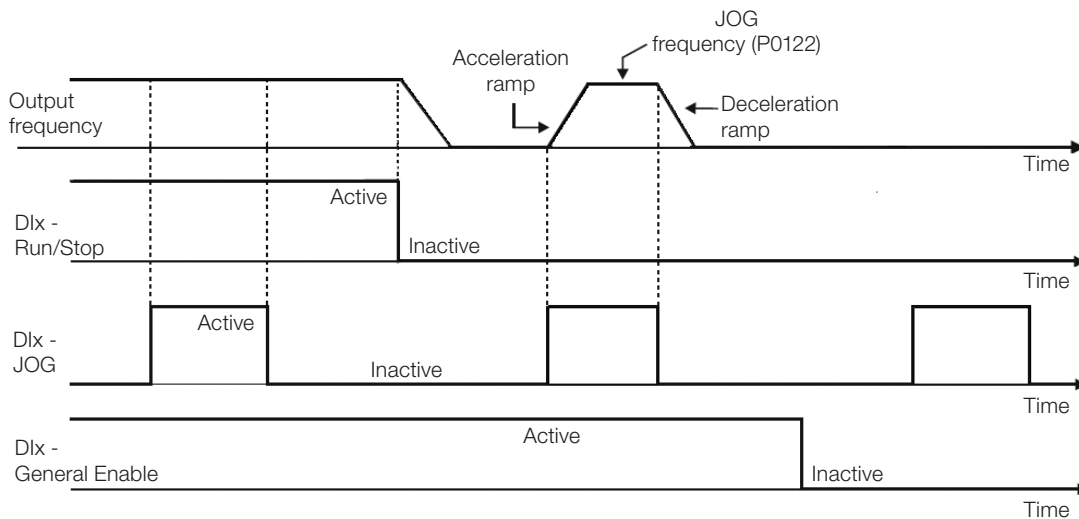 JOG
frequency (P0122)
Acceleration
ramp
Output
frequency
Deceleration
ramp
Time
DIx -
Run/Stop
Active
Inactive
Time
DIx -
JOG
Active
Inactive
Time
DIx -
General Enable
Active
Inactive
Time